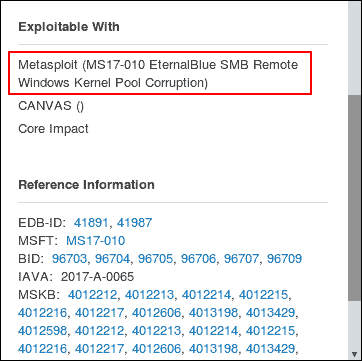 Exploitable With
Metasploit (MS17-010 EternalBlue SMB Remote
Windows Kernel Pool Corruption)
CANVAS ()
Core Impact
Reference Information
EDB-ID: 41891, 41987
MSFT: MS17-010
BID: 96703, 96704, 96705, 96706, 96707, 96709
IAVA: 2017-A-0065
MSKB: 4012212, 4012213, 4012214, 4012215,
4012216, 4012217, 4012606, 4013198, 4013429,
4012598, 4012212, 4012213, 4012214, 4012215,
4012216, 4012217, 4012606, 4013198, 4013429,